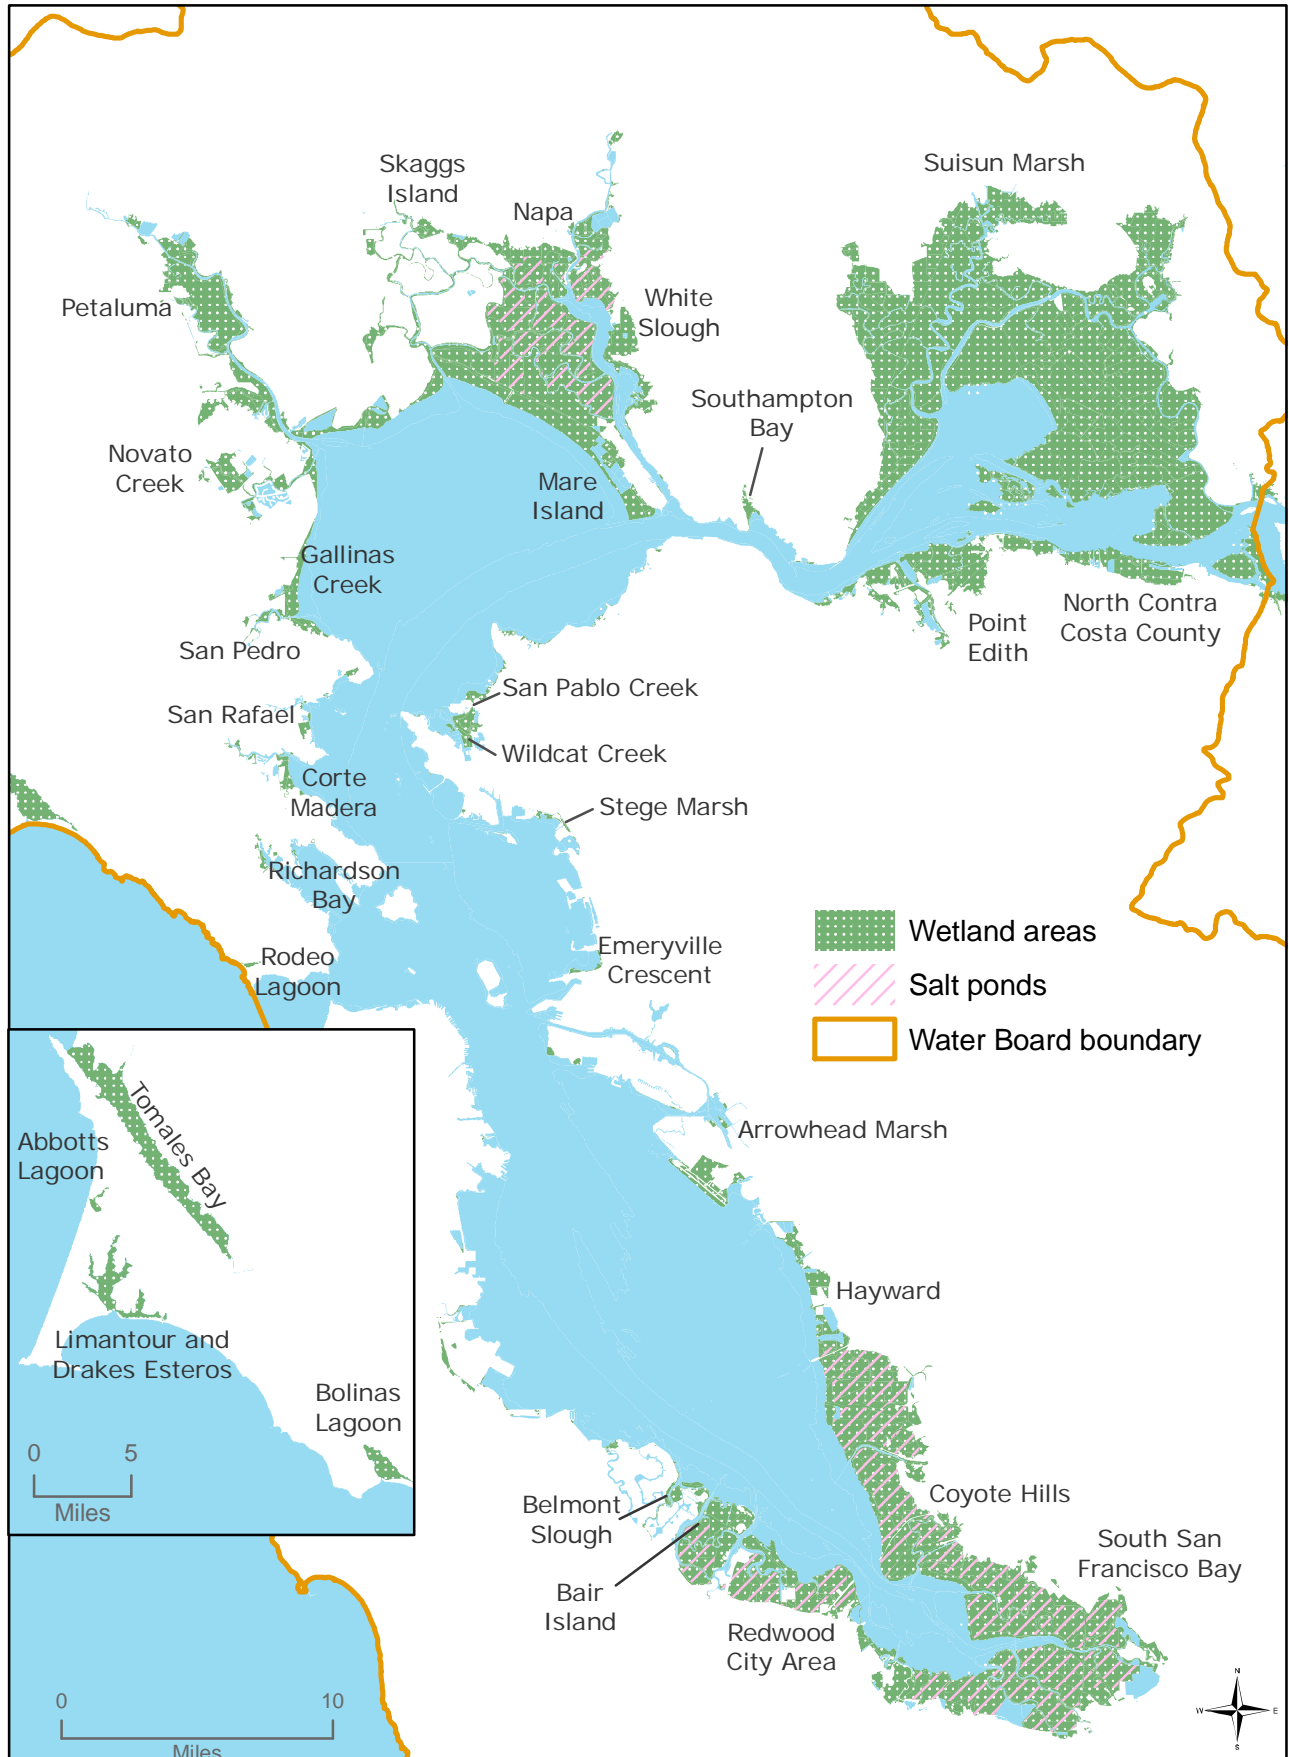 Skaggs
Island
Napa
Suisun Marsh
Petaluma
White
Slough
Southampton
Bay
Novato
Creek
Mare
Island
Gallinas
Creek
North Contra
Costa County
Point
Edith
San Pedro
San Pablo Creek
San Rafael
Wildcat Creek
Corte
Madera
Stege Marsh
Richardson
Bay
Wetland areas
Salt ponds
Water Board boundary
Emeryville
Crescent
Rodeo
Lagoon
Arrowhead Marsh
Tomales Bay
Abbotts
Lagoon
Limantour and
Drakes Esteros
Bolinas
Lagoon
0 5
Miles
Hayward
Coyote Hills
Belmont
Slough
South San
Francisco Bay
Bair
Island
Redwood
City Area
0 10
Miles
N
W E
S